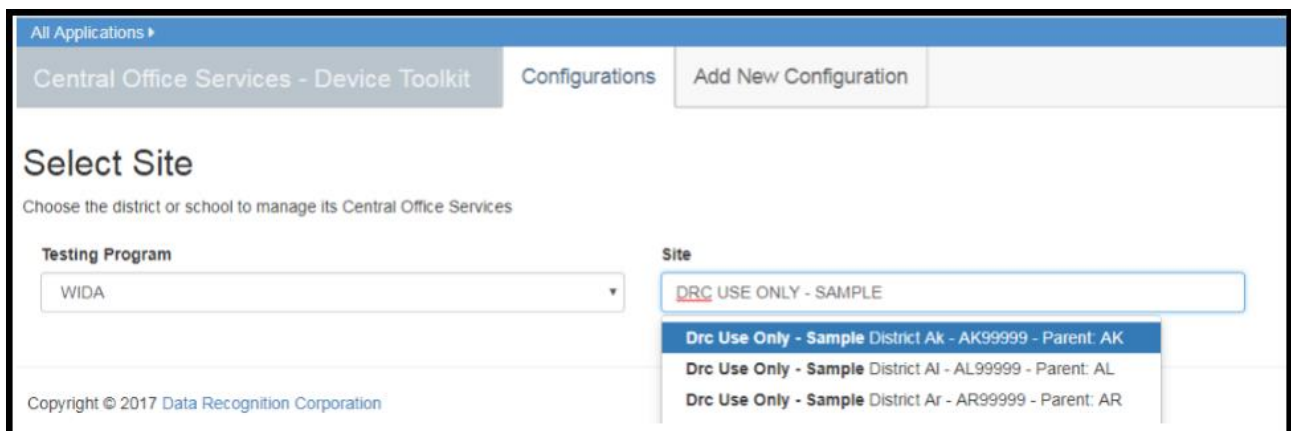 All Applications
Central Office Services - Device Toolkit
Configurations
Add New Configuration
Select Site
Choose the district or school to manage its Central Office Services
Testing Program
Site
WIDA
DRC USE ONLY - SAMPLE
Drc Use Only - Sample District Ak - AK99999 - Parent: AK
Drc Use Only - Sample District Al - AL99999 - Parent: AL
Drc Use Only - Sample District Ar - AR99999 - Parent: AR
Copyright © 2017 Data Recognition Corporation